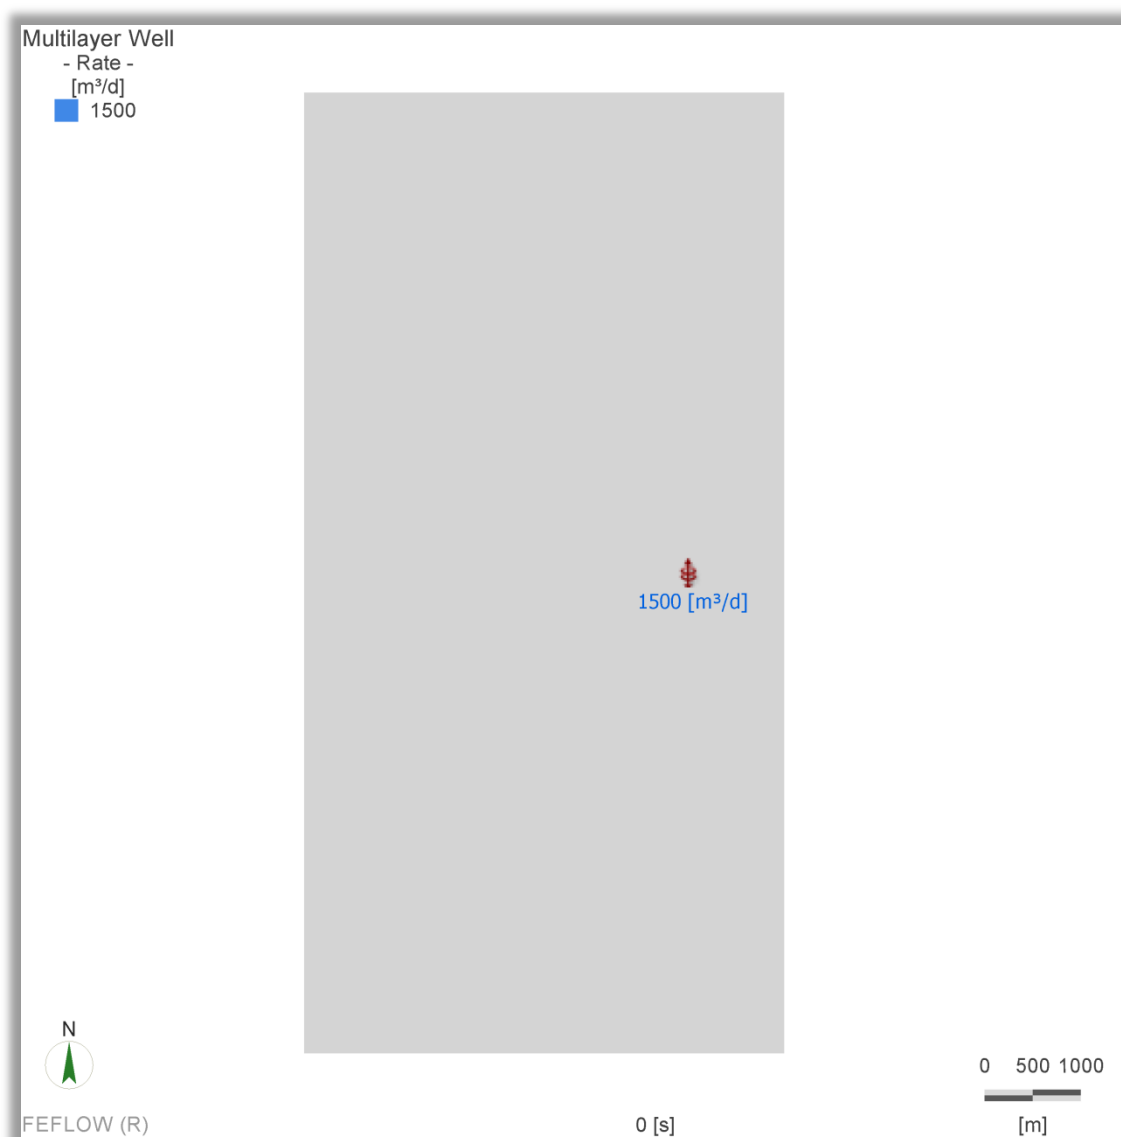 Multilayer Well
- Rate -
[m³/d]
1500
1500 [m³/d]
N
0 500 1000
FEFLOW (R)
0 [s]
[m]